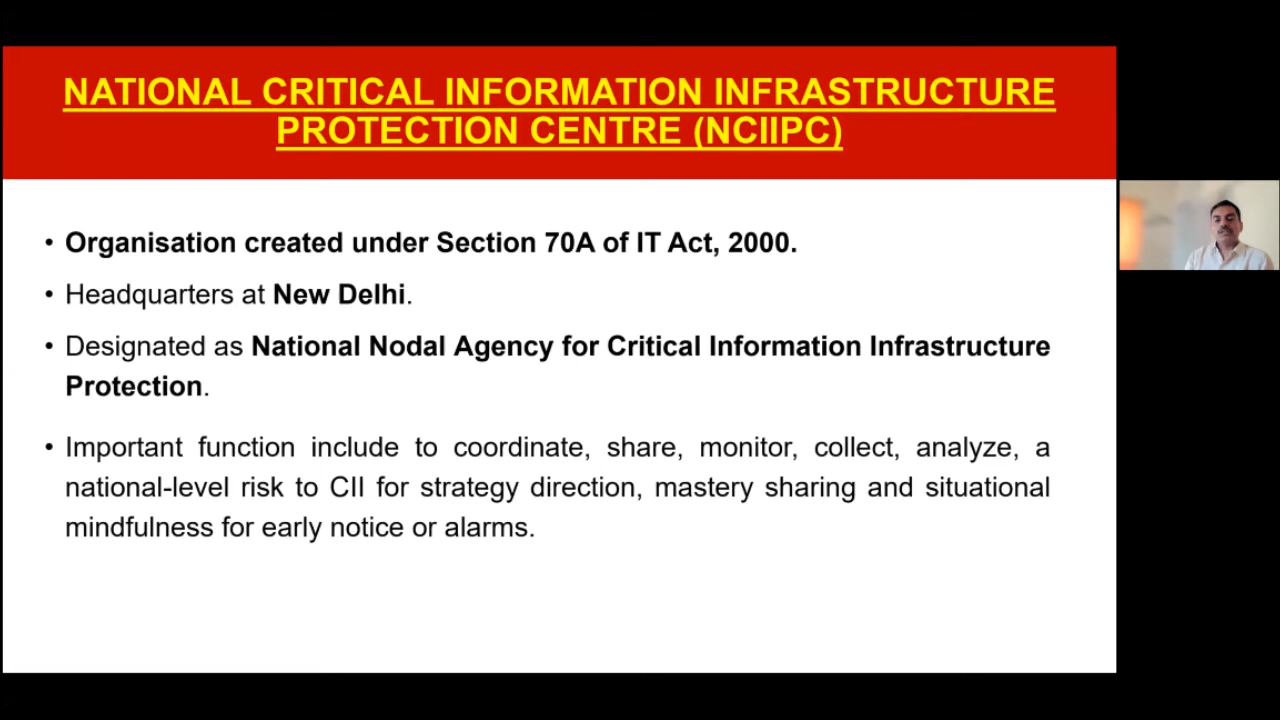 NATIONAL CRITICAL INFORMATION INFRASTRUCTURE
PROTECTION CENTRE (NCIIPC)
• Organisation created under Section 70A of IT Act, 2000.
• Headquarters at New Delhi.
• Designated as National Nodal Agency for Critical Information Infrastructure
Protection.
• Important function include to coordinate, share, monitor, collect, analyze, a
national-level risk to CII for strategy direction, mastery sharing and situational
mindfulness for early notice or alarms.